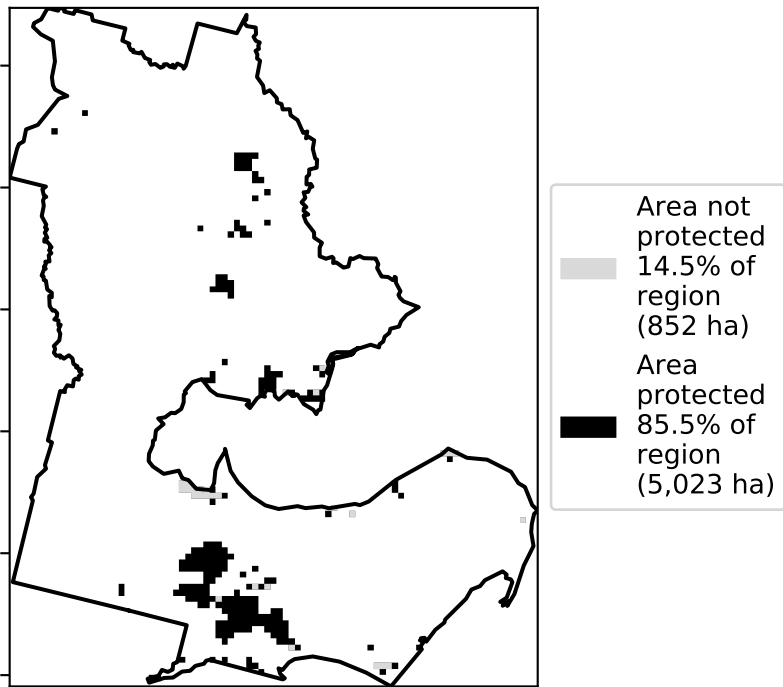 Area not
protected
14.5% of
region
(852 ha)
Area
protected
85.5% of
region
(5,023 ha)